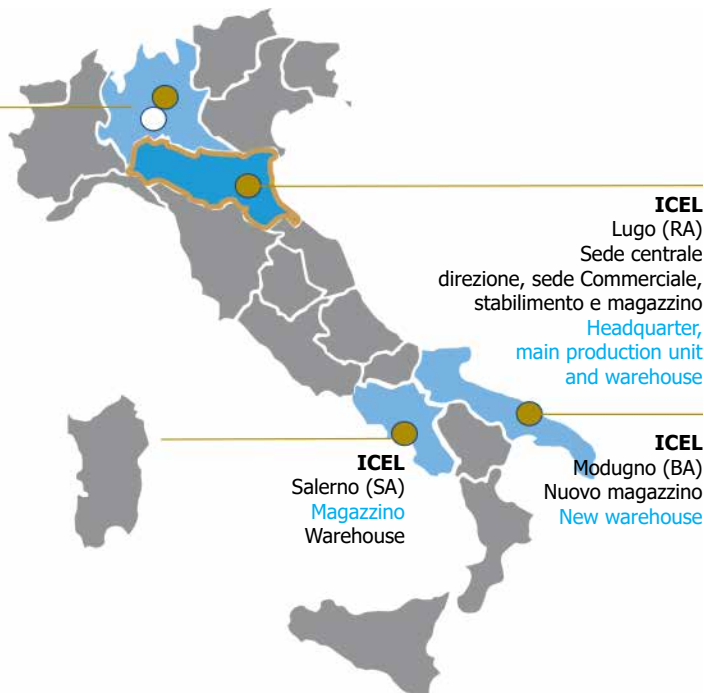 ICEL
Lugo (RA)
Sede centrale
direzione, sede Commerciale,
stabilimento e magazzino
Headquarter,
main production unit
and warehouse
ICEL
Salerno (SA)
Magazzino
Warehouse
ICEL
Modugno (BA)
Nuovo magazzino
New warehouse